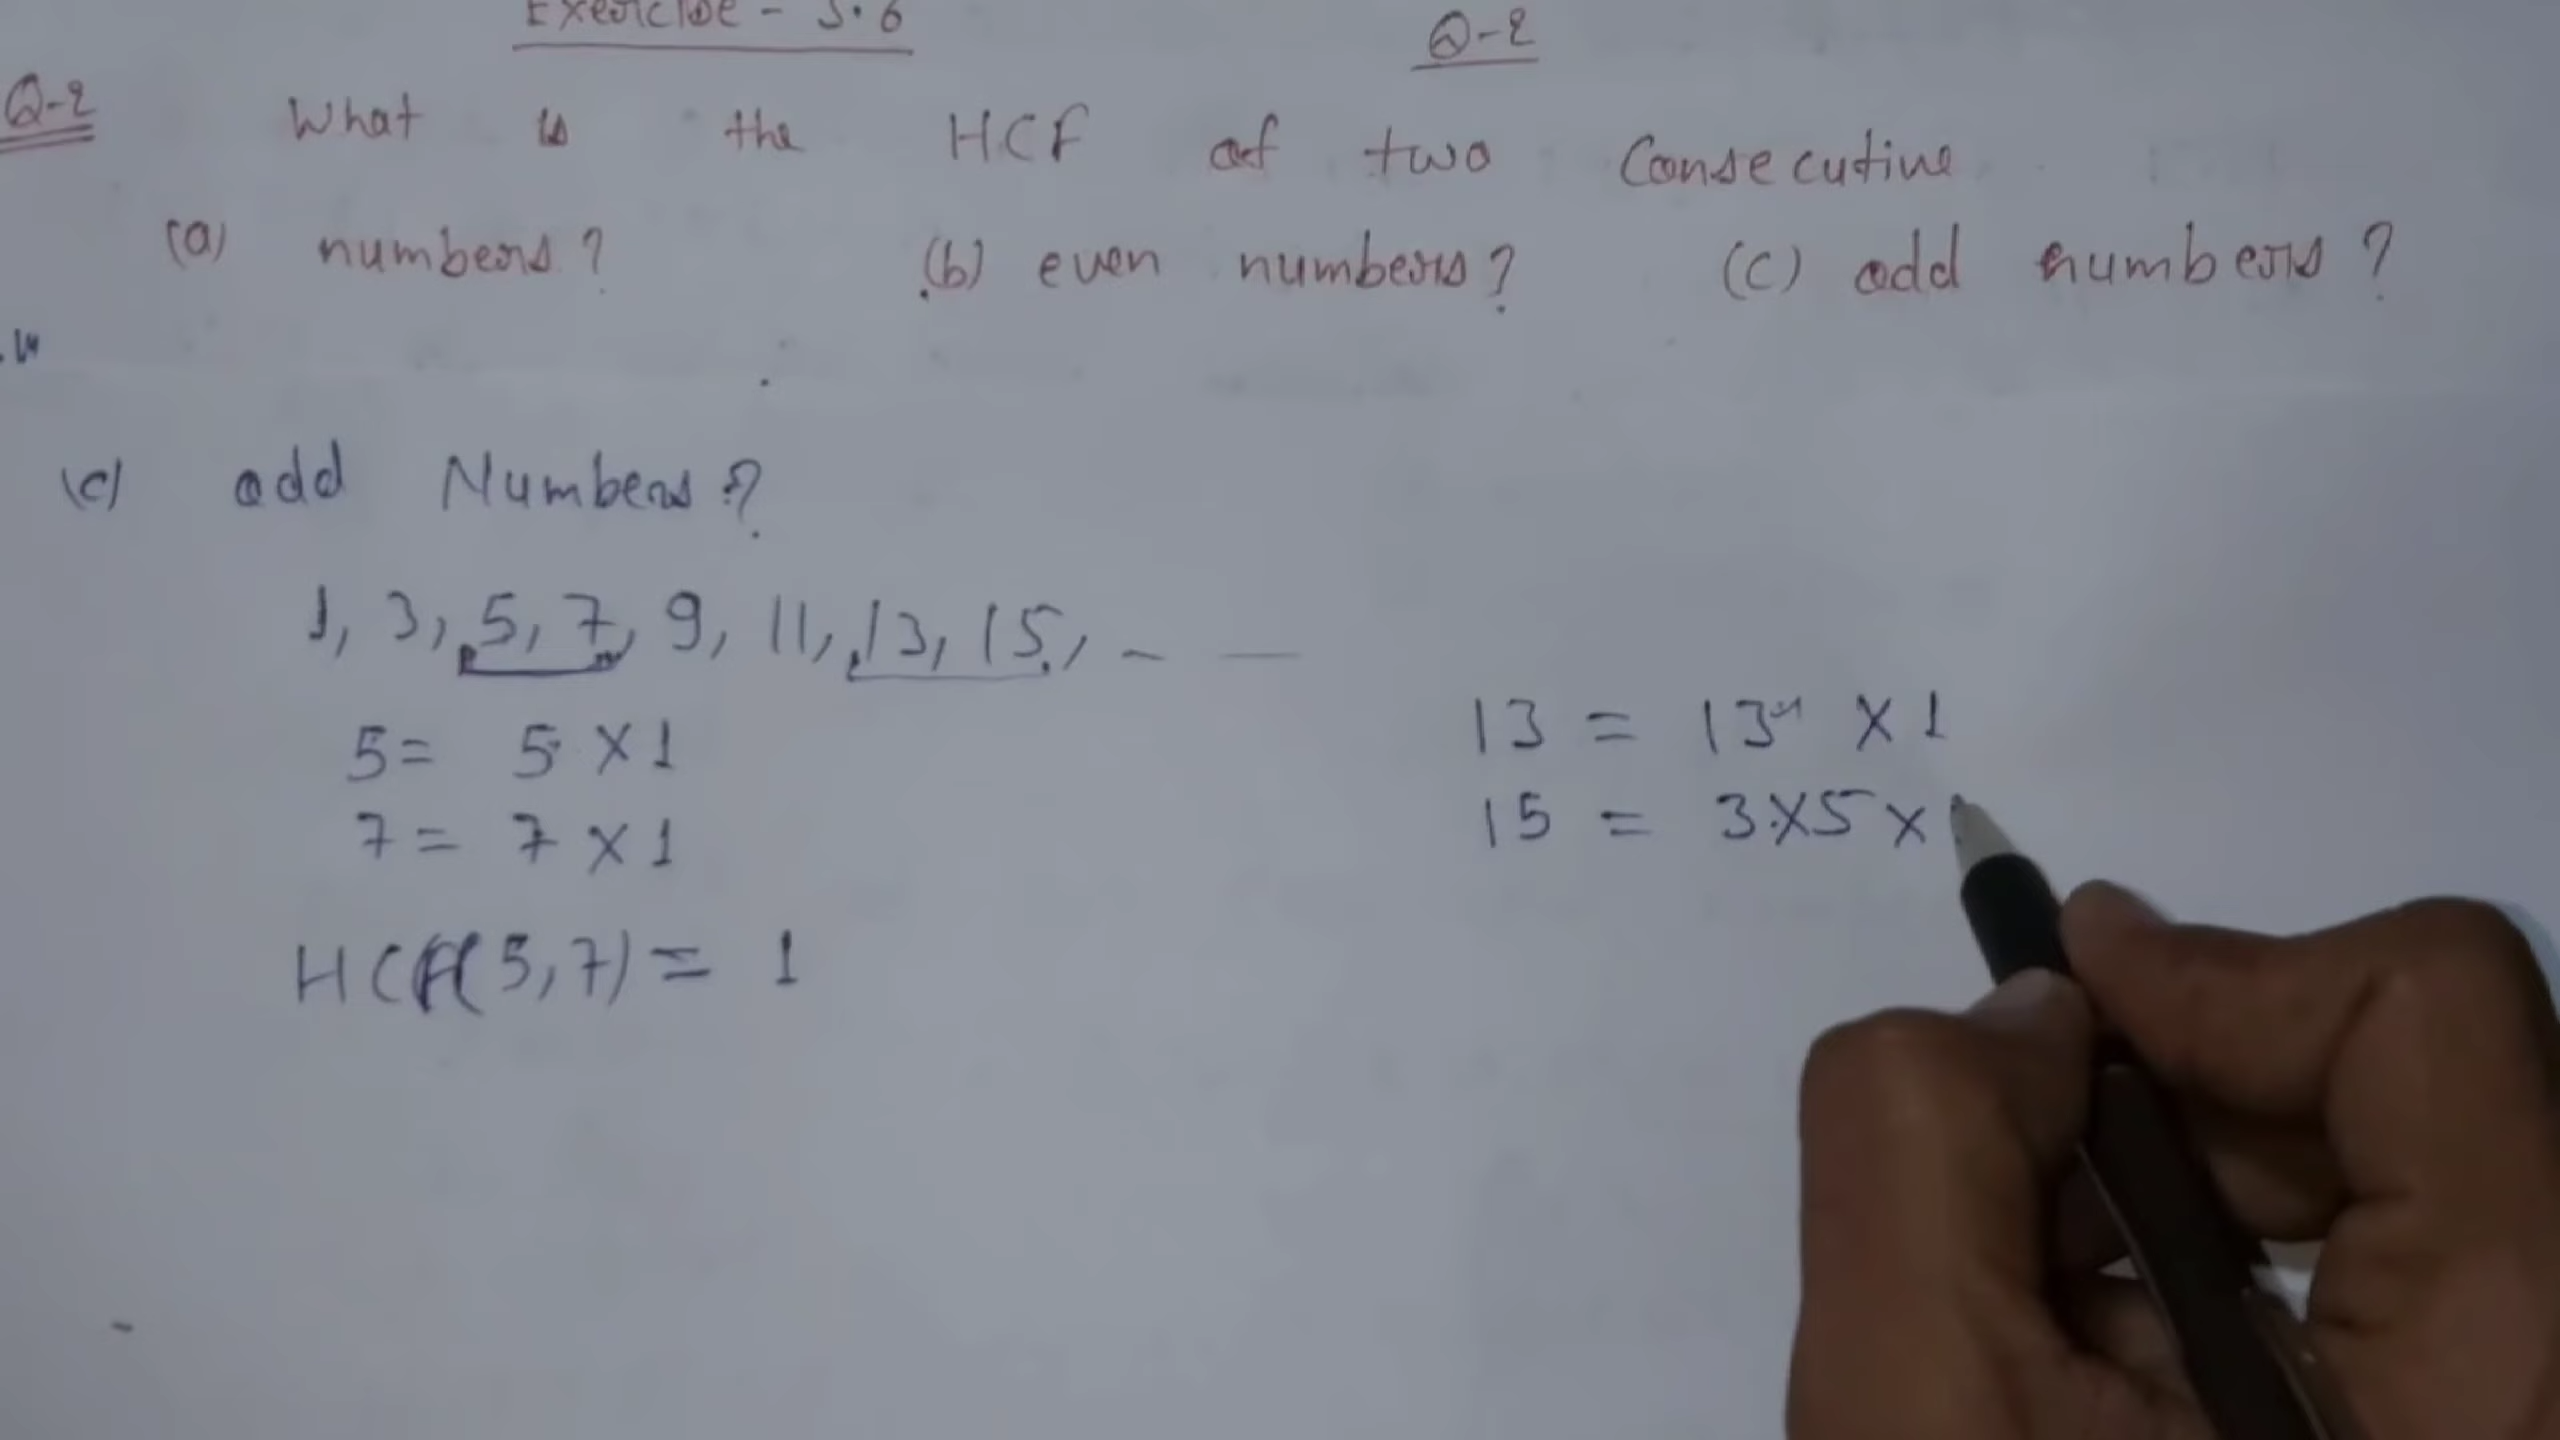 Exercise - 3.6
Q-2
Q-2 What is the HCF of two Consecutive
(a) numbers? (b) even numbers? (c) odd numbers?
(c) odd Numbers?
1, 3, 5, 7, 9, 11, 13, 15, - -
5 = 5 × 1
7 = 7 × 1
HCF(5,7) = 1
13 = 13 × 1
15 = 3×5×